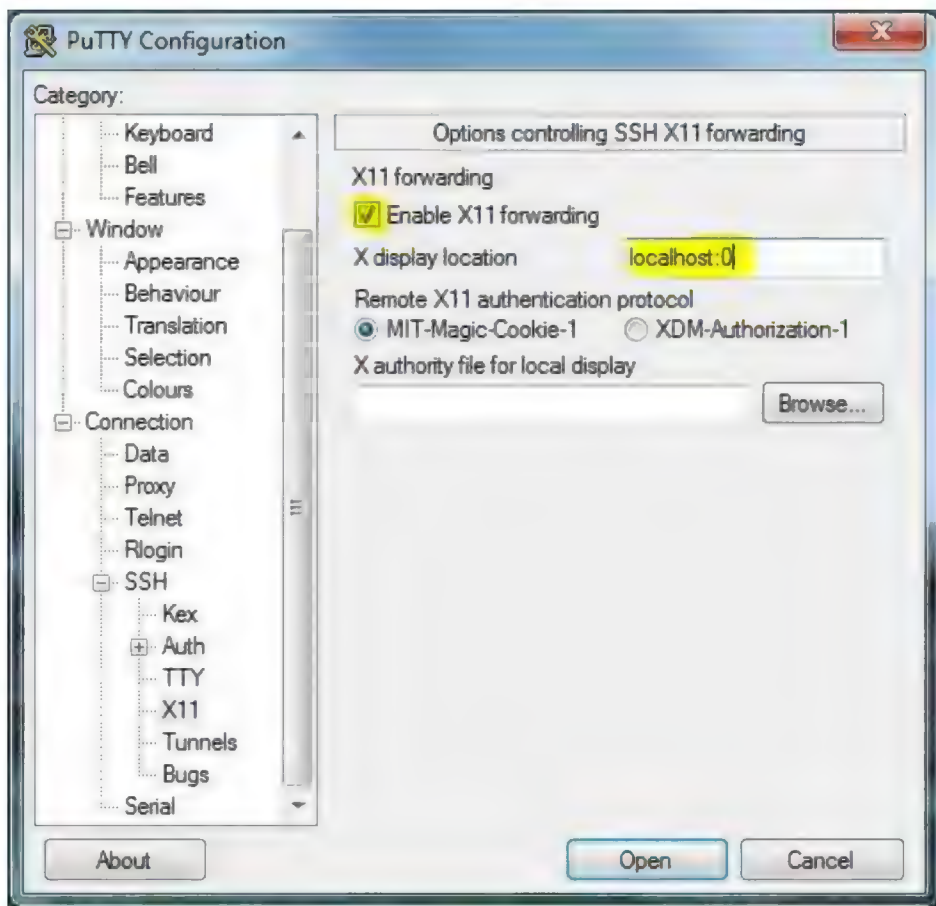 PuTTY Configuration
Category:
Keyboard
Bell
Features
Window
Appearance
Behaviour
Translation
Selection
Colours
Connection
Data
Proxy
Telnet
Rlogin
SSH
Kex
Auth
TTY
X11
Tunnels
Bugs
Serial
Options controlling SSH X11 forwarding
X11 forwarding
Enable X11 forwarding
X display location localhost:0
Remote X11 authentication protocol
MIT-Magic-Cookie-1 XDM-Authorization-1
X authority file for local display
Browse...
About Open Cancel